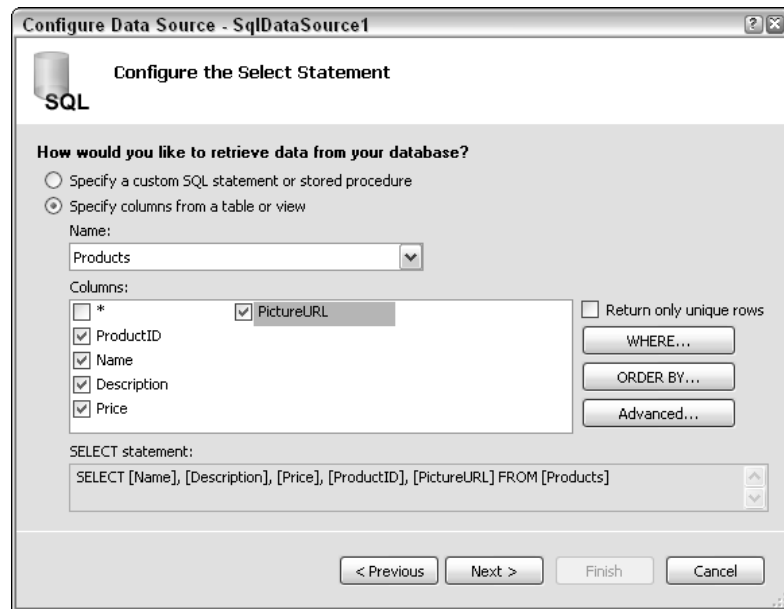 Configure Data Source - SqlDataSource1
SQL
Configure the Select Statement
How would you like to retrieve data from your database?
Specify a custom SQL statement or stored procedure
Specify columns from a table or view
Name:
Products
Columns:
* PictureURL
ProductID
Name
Description
Price
Return only unique rows
WHERE...
ORDER BY...
Advanced...
SELECT statement:
SELECT [Name], [Description], [Price], [ProductID], [PictureURL] FROM [Products]
< Previous Next > Finish Cancel